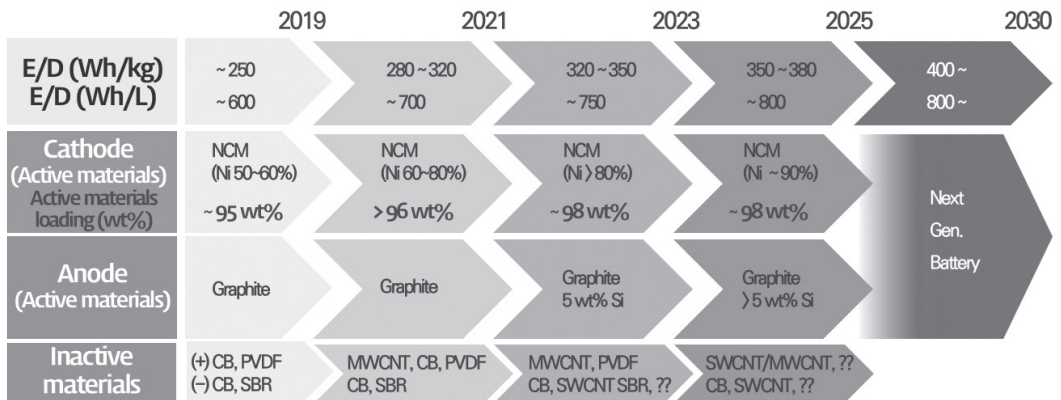 2019 2021 2023 2025 2030
E/D (Wh/kg) ~250 280~320 320~350 350~380 400~
E/D (Wh/L) ~600 ~700 ~750 ~800 800~
Cathode NCM NCM NCM NCM
(Active materials) (Ni 50~60%) (Ni 60~80%) (Ni > 80%) (Ni ~90%)
Active materials
loading (wt%) ~95 wt% >96 wt% ~98 wt% ~98 wt%
Next
Gen.
Battery
Anode
(Active materials)
Graphite
Graphite
Graphite
5 wt% Si
Graphite
>5 wt% Si
Inactive
materials
(+) CB, PVDF
(−) CB, SBR
MWCNT, CB, PVDF
CB, SBR
MWCNT, PVDF
CB, SWCNT SBR, ??
SWCNT/MWCNT, ??
CB, SWCNT, ??